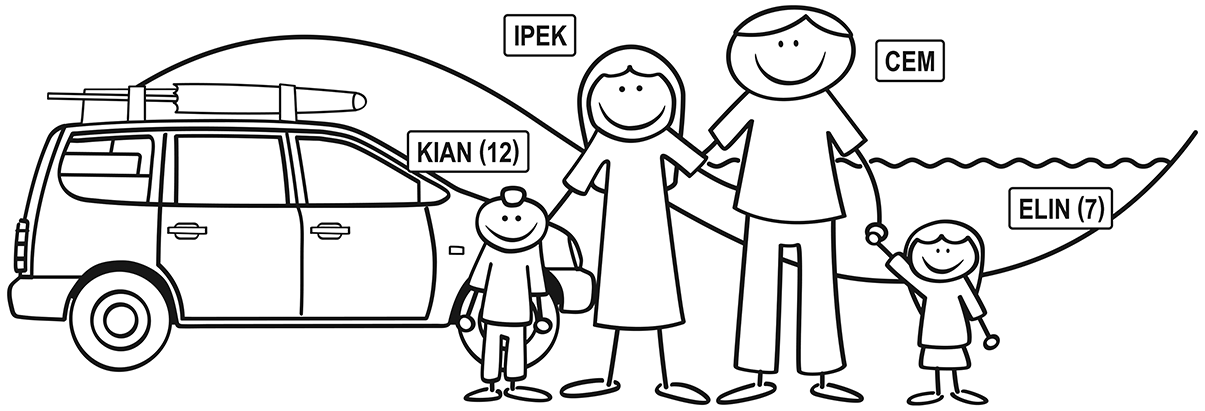 IPEK
CEM
KIAN (12)
ELIN (7)